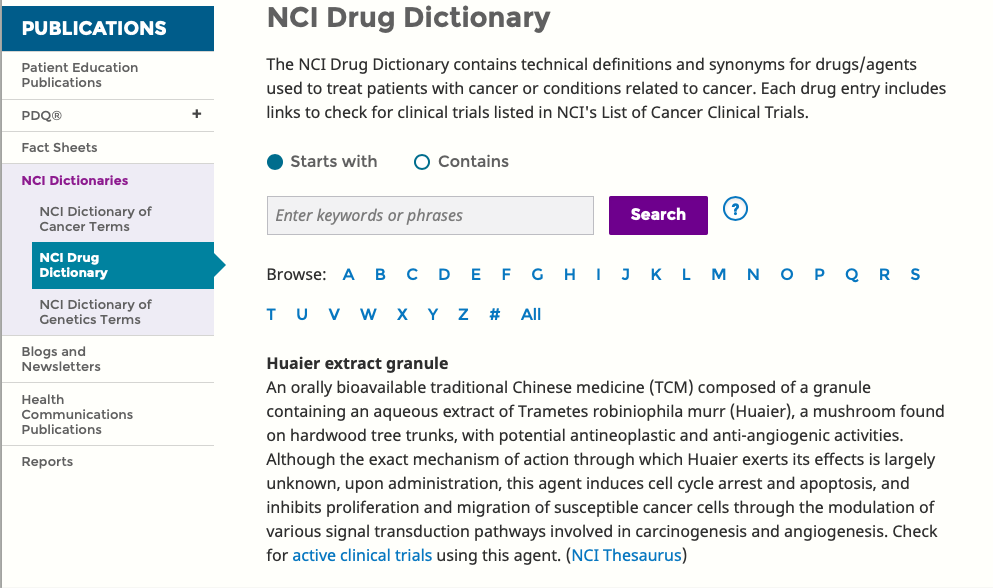 PUBLICATIONS
Patient Education
Publications
PDQ®
+
Fact Sheets
NCI Dictionaries
NCI Dictionary of
Cancer Terms
NCI Drug
Dictionary
NCI Dictionary of
Genetics Terms
Blogs and
Newsletters
Health
Communications
Publications
Reports
NCI Drug Dictionary
The NCI Drug Dictionary contains technical definitions and synonyms for drugs/agents
used to treat patients with cancer or conditions related to cancer. Each drug entry includes
links to check for clinical trials listed in NCI's List of Cancer Clinical Trials.
Starts with Contains
Enter keywords or phrases Search ?
Browse: A B C D E F G H I J K L M N O P Q R S
T U V W X Y Z # All
Huaier extract granule
An orally bioavailable traditional Chinese medicine (TCM) composed of a granule
containing an aqueous extract of Trametes robiniophila murr (Huaier), a mushroom found
on hardwood tree trunks, with potential antineoplastic and anti-angiogenic activities.
Although the exact mechanism of action through which Huaier exerts its effects is largely
unknown, upon administration, this agent induces cell cycle arrest and apoptosis, and
inhibits proliferation and migration of susceptible cancer cells through the modulation of
various signal transduction pathways involved in carcinogenesis and angiogenesis. Check
for active clinical trials using this agent. (NCI Thesaurus)